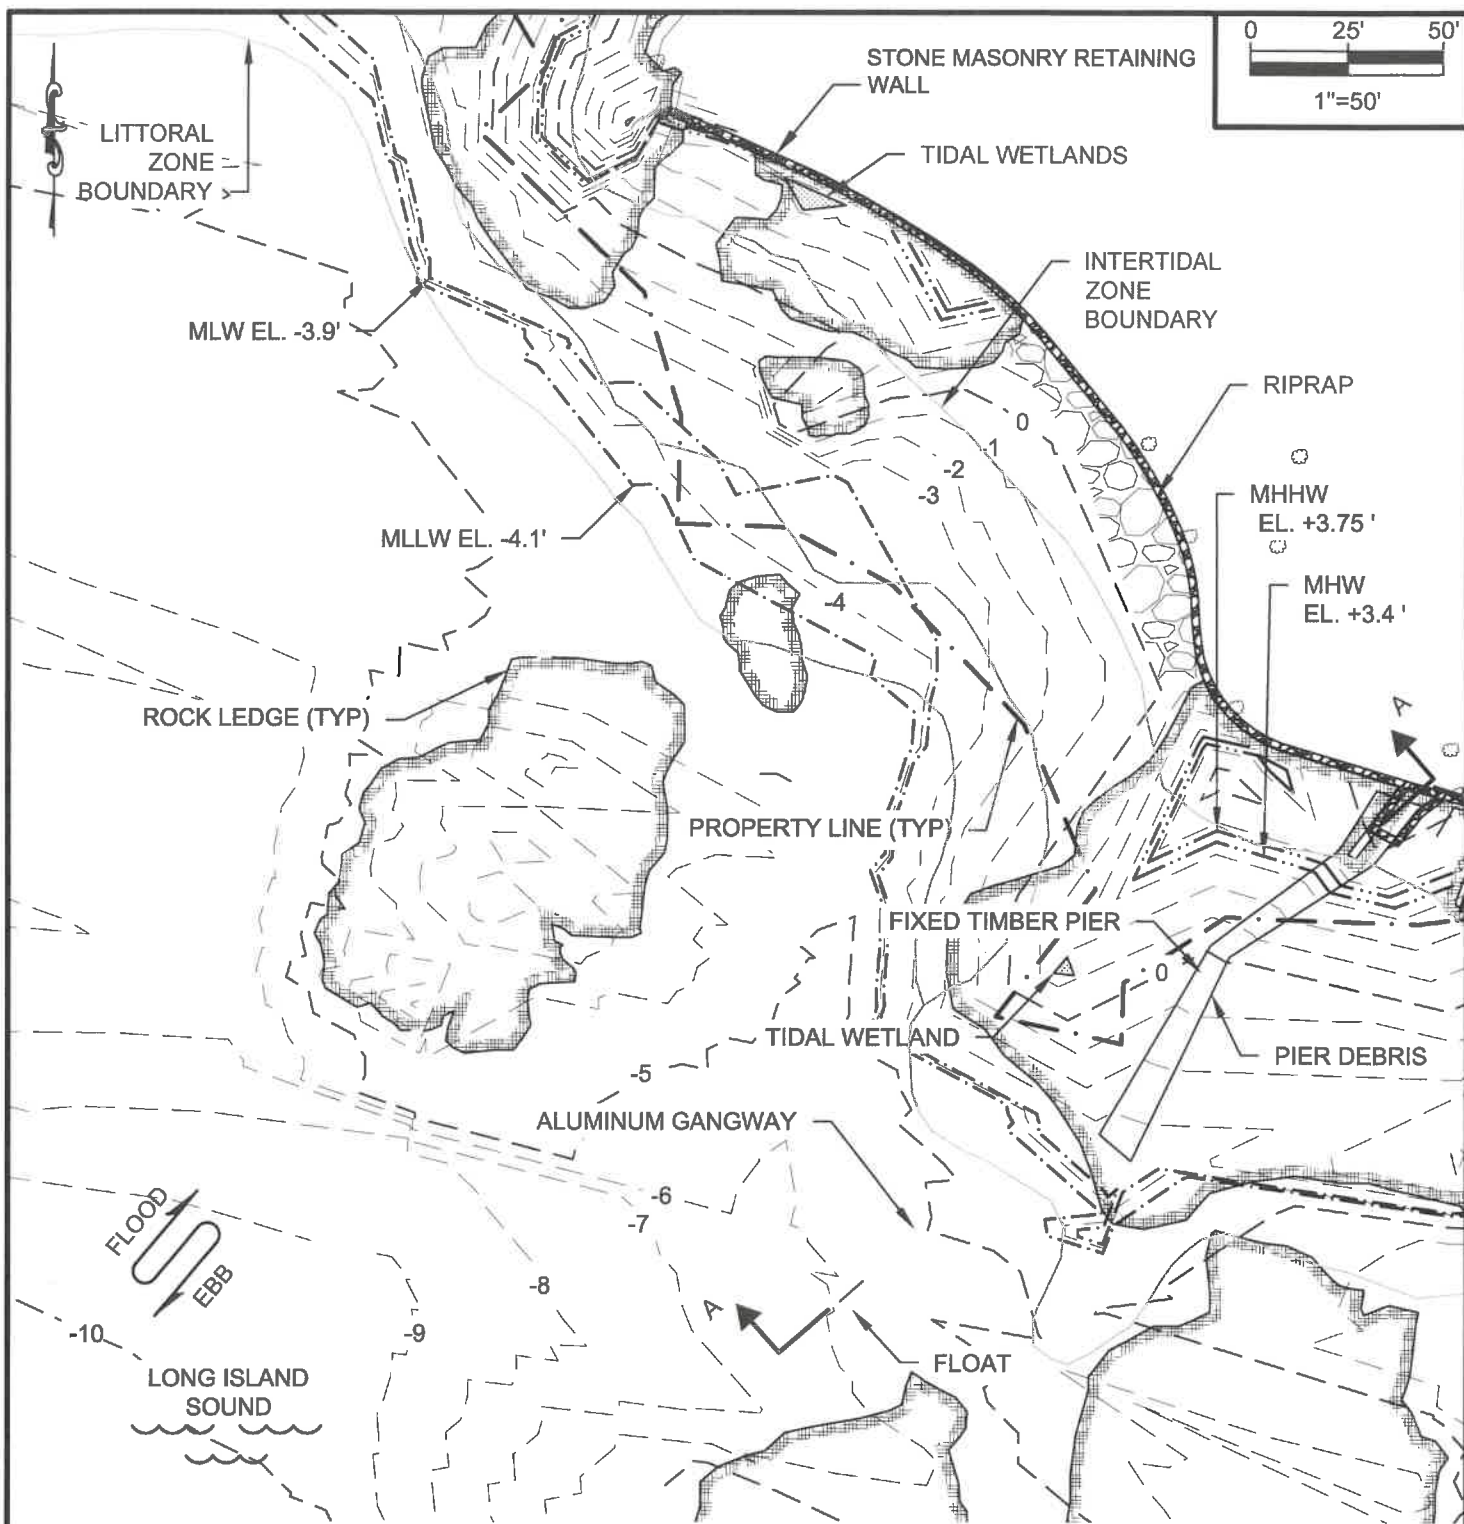 0 25' 50'
1"=50'
STONE MASONRY RETAINING
WALL
LITTORAL
ZONE
BOUNDARY
TIDAL WETLANDS
INTERTIDAL
ZONE
BOUNDARY
MLW EL. -3.9'
RIPRAP
0
-1
-2
-3
MHHW
EL. +3.75 '
MLLW EL. -4.1'
MHW
EL. +3.4 '
-4
ROCK LEDGE (TYP)
A
PROPERTY LINE (TYP)
FIXED TIMBER PIER
0
TIDAL WETLAND
PIER DEBRIS
-5
ALUMINUM GANGWAY
-6
-7
FLOOD
EBB
-8
A
-10
-9
FLOAT
LONG ISLAND
SOUND